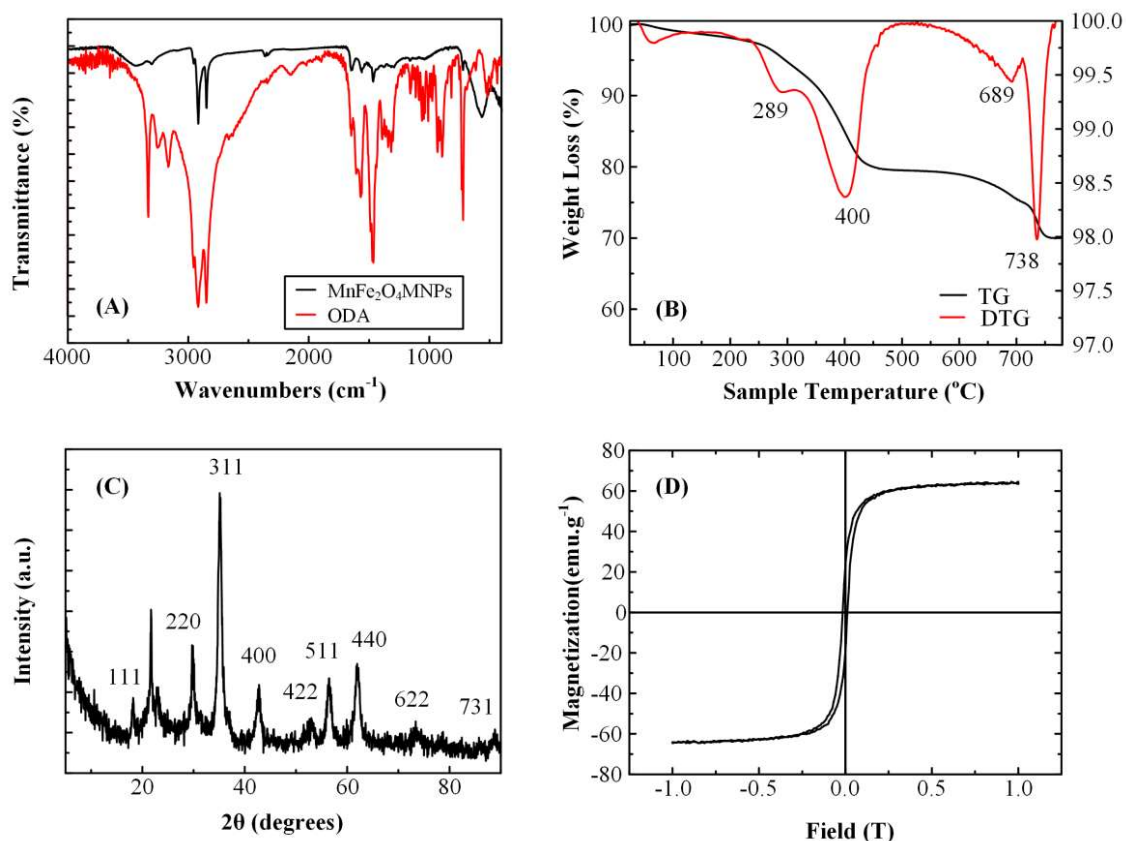 (A)
Transmittance (%)
MnFe₂O₄MNPs
ODA
4000 3000 2000 1000
Wavenumbers (cm⁻¹)
(B)
Weight Loss (%)
100
90
80
70
60
100.0
99.5
99.0
98.5
98.0
97.5
97.0
289
400
689
738
TG
DTG
100 200 300 400 500 600 700
Sample Temperature (°C)
(C)
Intensity (a.u.)
111
220
311
400
422
511
440
622
731
20 40 60 80
2θ (degrees)
(D)
Magnetization(emu.g⁻¹)
80
60
40
20
0
-20
-40
-60
-80
-1.0 -0.5 0.0 0.5 1.0
Field (T)